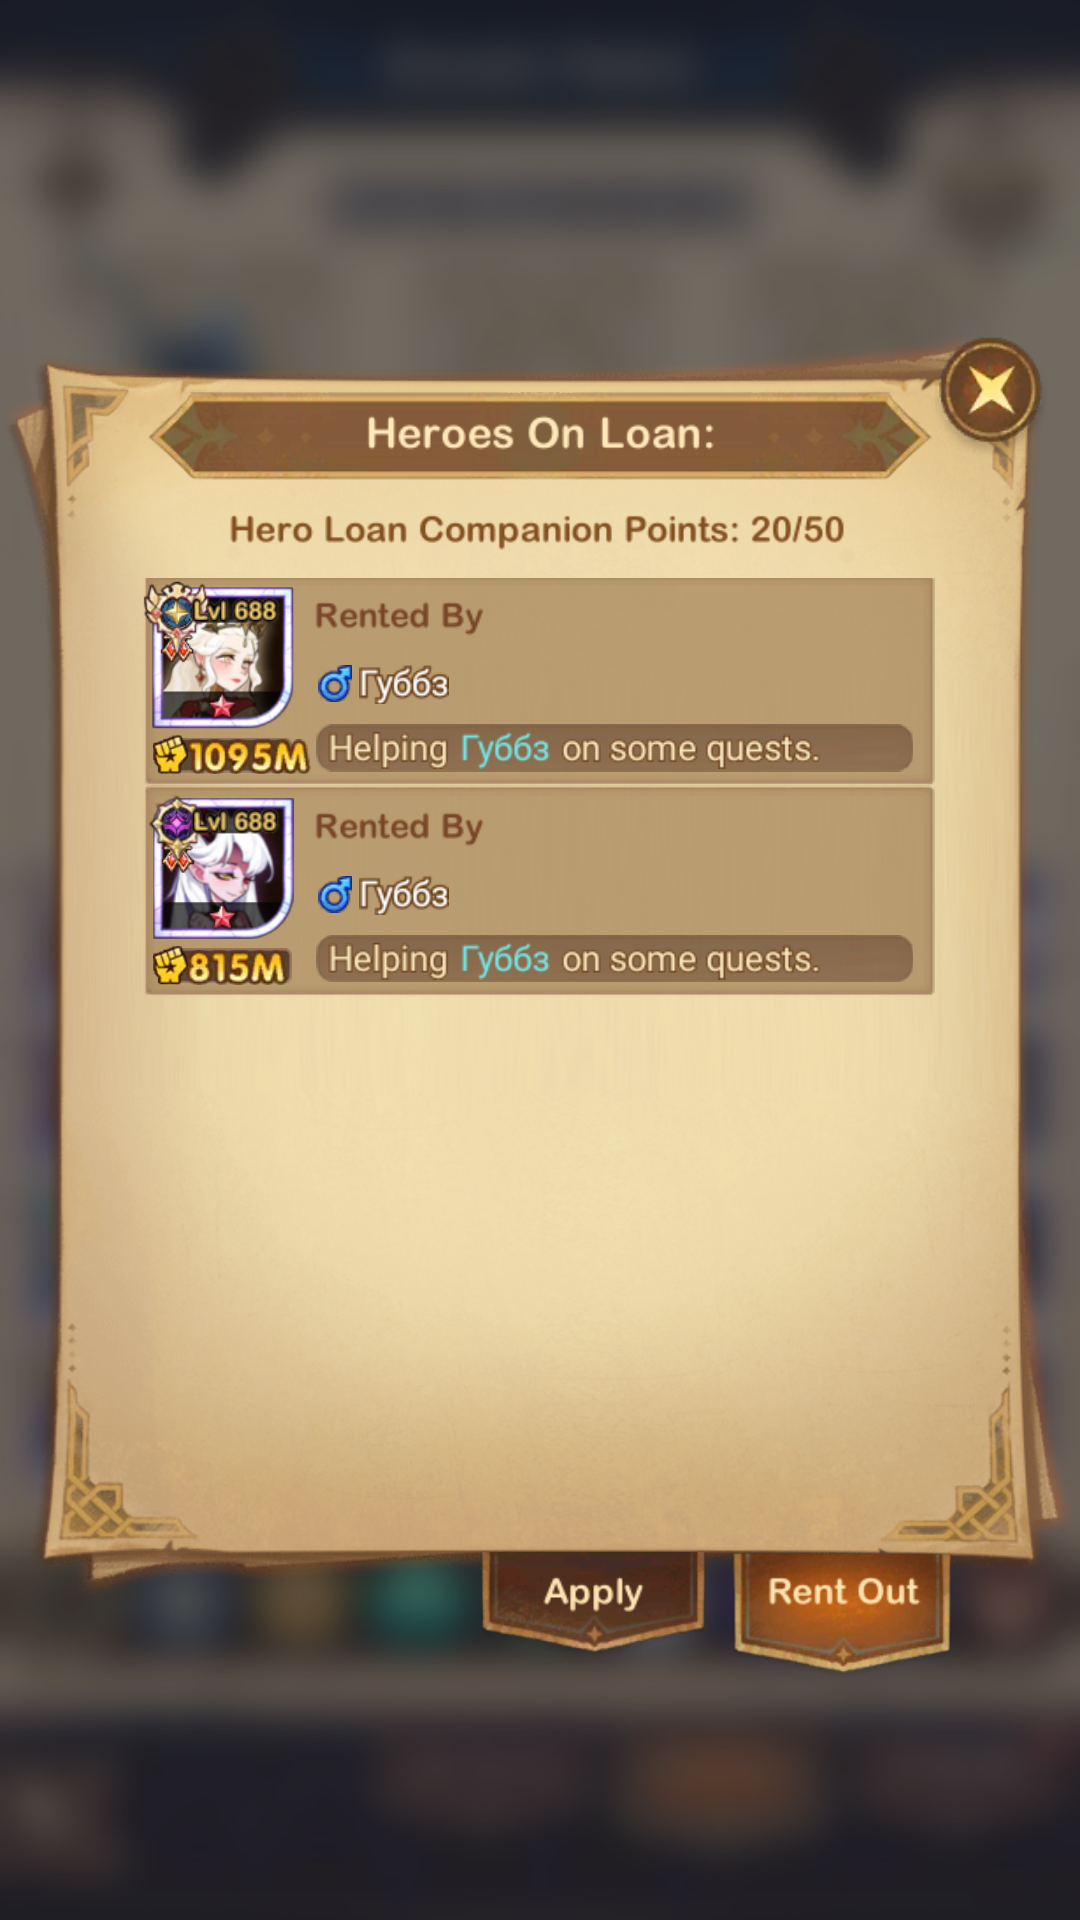 Heroes On Loan:
Hero Loan Companion Points: 20/50
Lvl 688
Rented By
Губбз
1095M
Helping Губбз on some quests.
Lvl 688
Rented By
Губбз
815M
Helping Губбз on some quests.
Apply
Rent Out